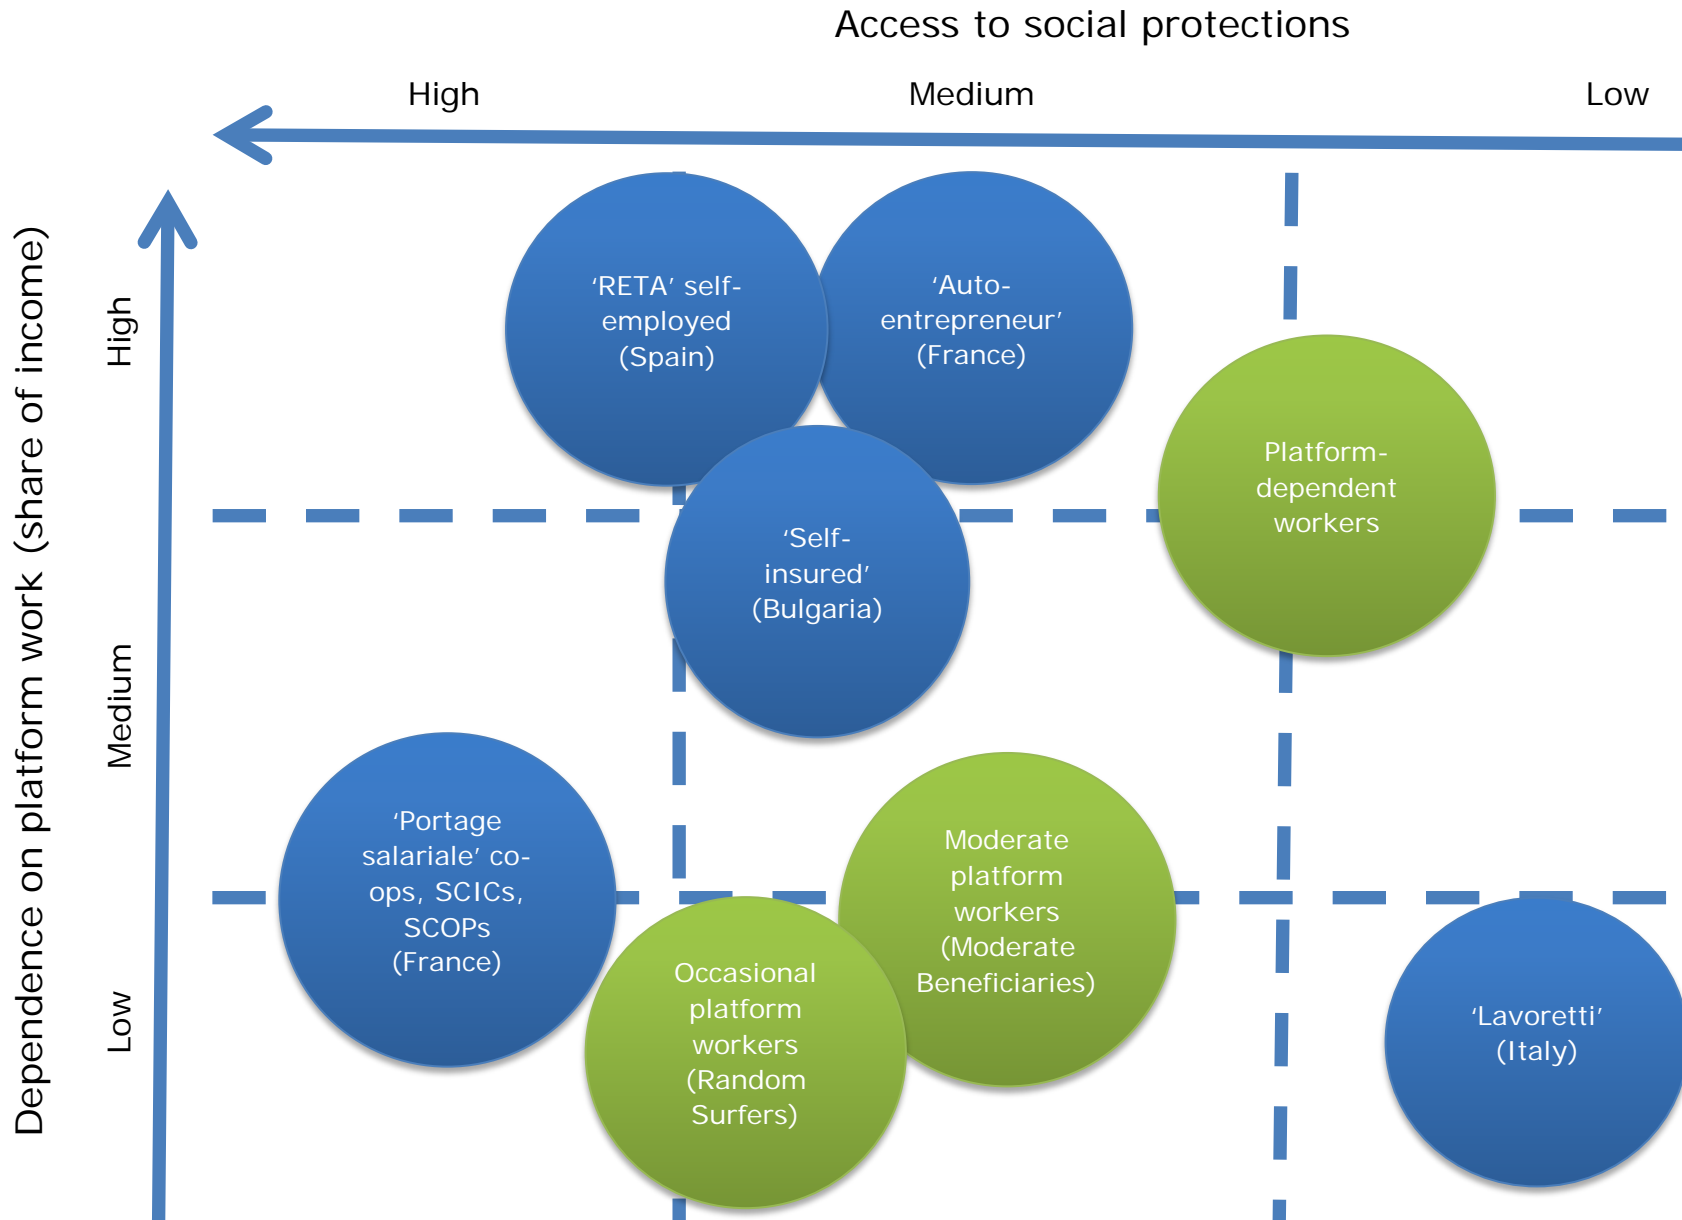 Access to social protections
High
Medium
Low
Dependence on platform work (share of income)
High
Medium
Low
‘RETA’ self-
employed
(Spain)
‘Auto-
entrepreneur’
(France)
Platform-
dependent
workers
‘Self-
insured’
(Bulgaria)
‘Portage
salariale’ co-
ops, SCICs,
SCOPs
(France)
Moderate
platform
workers
(Moderate
Beneficiaries)
Occasional
platform
workers
(Random
Surfers)
‘Lavoretti’
(Italy)